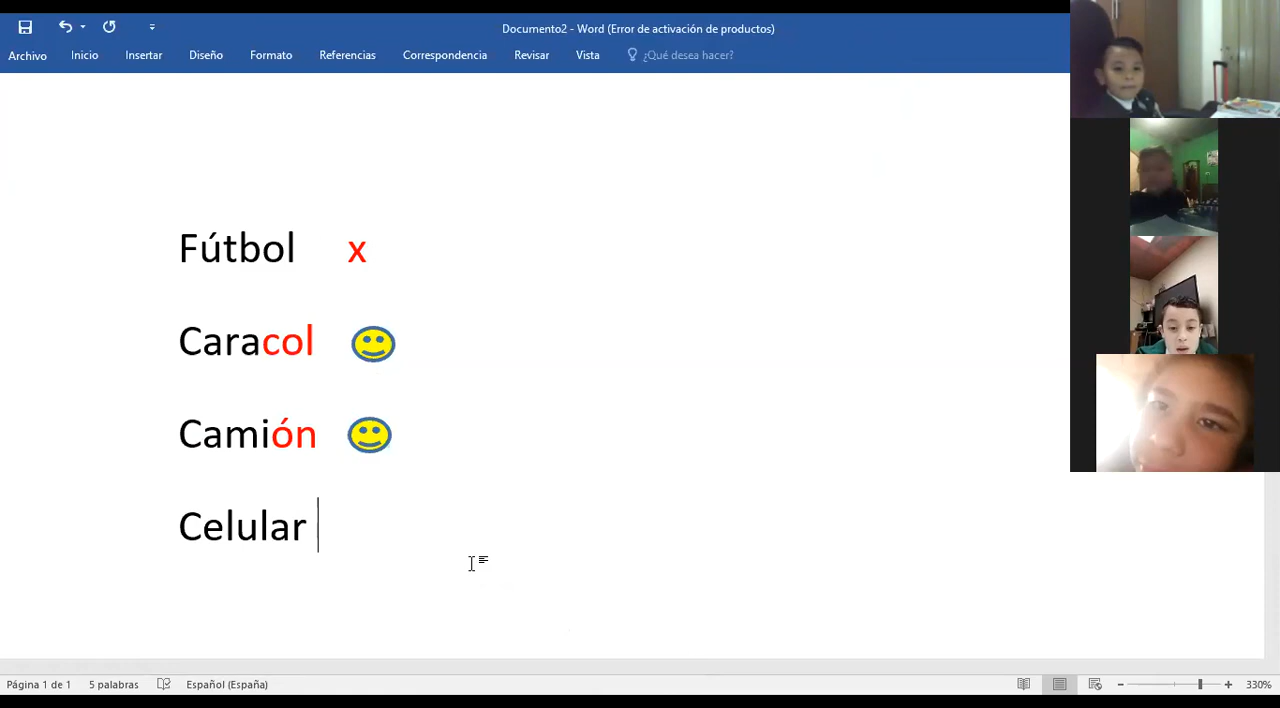 Documento2 - Word (Error de activación de productos)
Archivo Inicio Insertar Diseño Formato Referencias Correspondencia Revisar Vista ¿Qué desea hacer?
Fútbol x
Caracol
Camión
Celular
Página 1 de 1 5 palabras Español (España) 330%